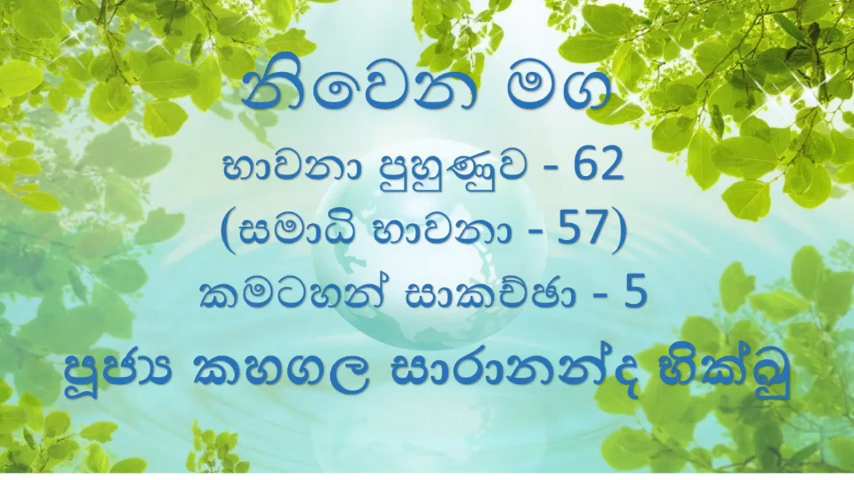 නිවෙන මග
භාවනා පුහුණුව - 62
(සමාධි භාවනා - 57)
කමටහන් සාකච්ඡා - 5
පූජ්‍ය කහගල සාරානන්ද භික්ඛු